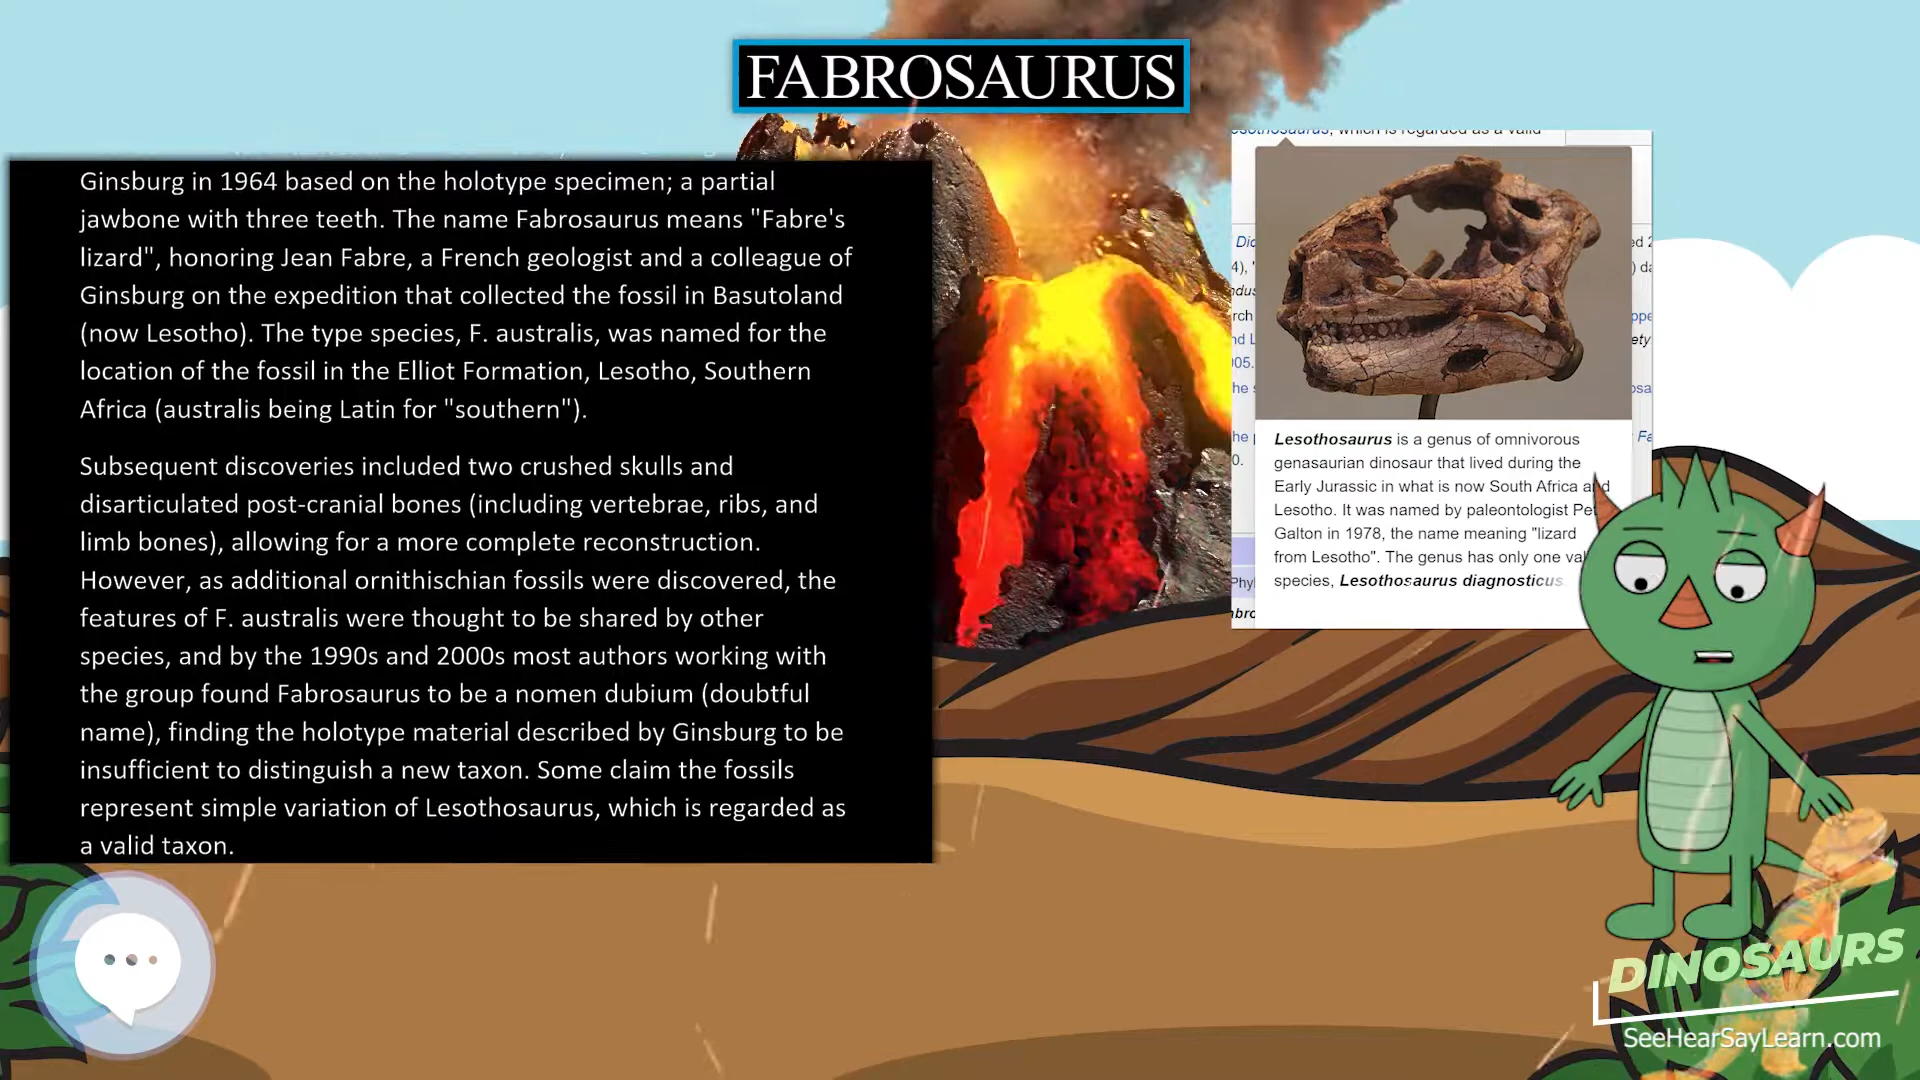 FABROSAURUS
Ginsburg in 1964 based on the holotype specimen; a partial
jawbone with three teeth. The name Fabrosaurus means "Fabre's
lizard", honoring Jean Fabre, a French geologist and a colleague of
Ginsburg on the expedition that collected the fossil in Basutoland
(now Lesotho). The type species, F. australis, was named for the
location of the fossil in the Elliot Formation, Lesotho, Southern
Africa (australis being Latin for "southern").
Subsequent discoveries included two crushed skulls and
disarticulated post-cranial bones (including vertebrae, ribs, and
limb bones), allowing for a more complete reconstruction.
However, as additional ornithischian fossils were discovered, the
features of F. australis were thought to be shared by other
species, and by the 1990s and 2000s most authors working with
the group found Fabrosaurus to be a nomen dubium (doubtful
name), finding the holotype material described by Ginsburg to be
insufficient to distinguish a new taxon. Some claim the fossils
represent simple variation of Lesothosaurus, which is regarded as
a valid taxon.
which is regarded as a valid
Lesothosaurus is a genus of omnivorous
genasaurian dinosaur that lived during the
Early Jurassic in what is now South Africa and
Lesotho. It was named by paleontologist Pe
Galton in 1978, the name meaning "lizard
from Lesotho". The genus has only one val
species, Lesothosaurus diagnosticus
DINOSAURS
SeeHearSayLearn.com